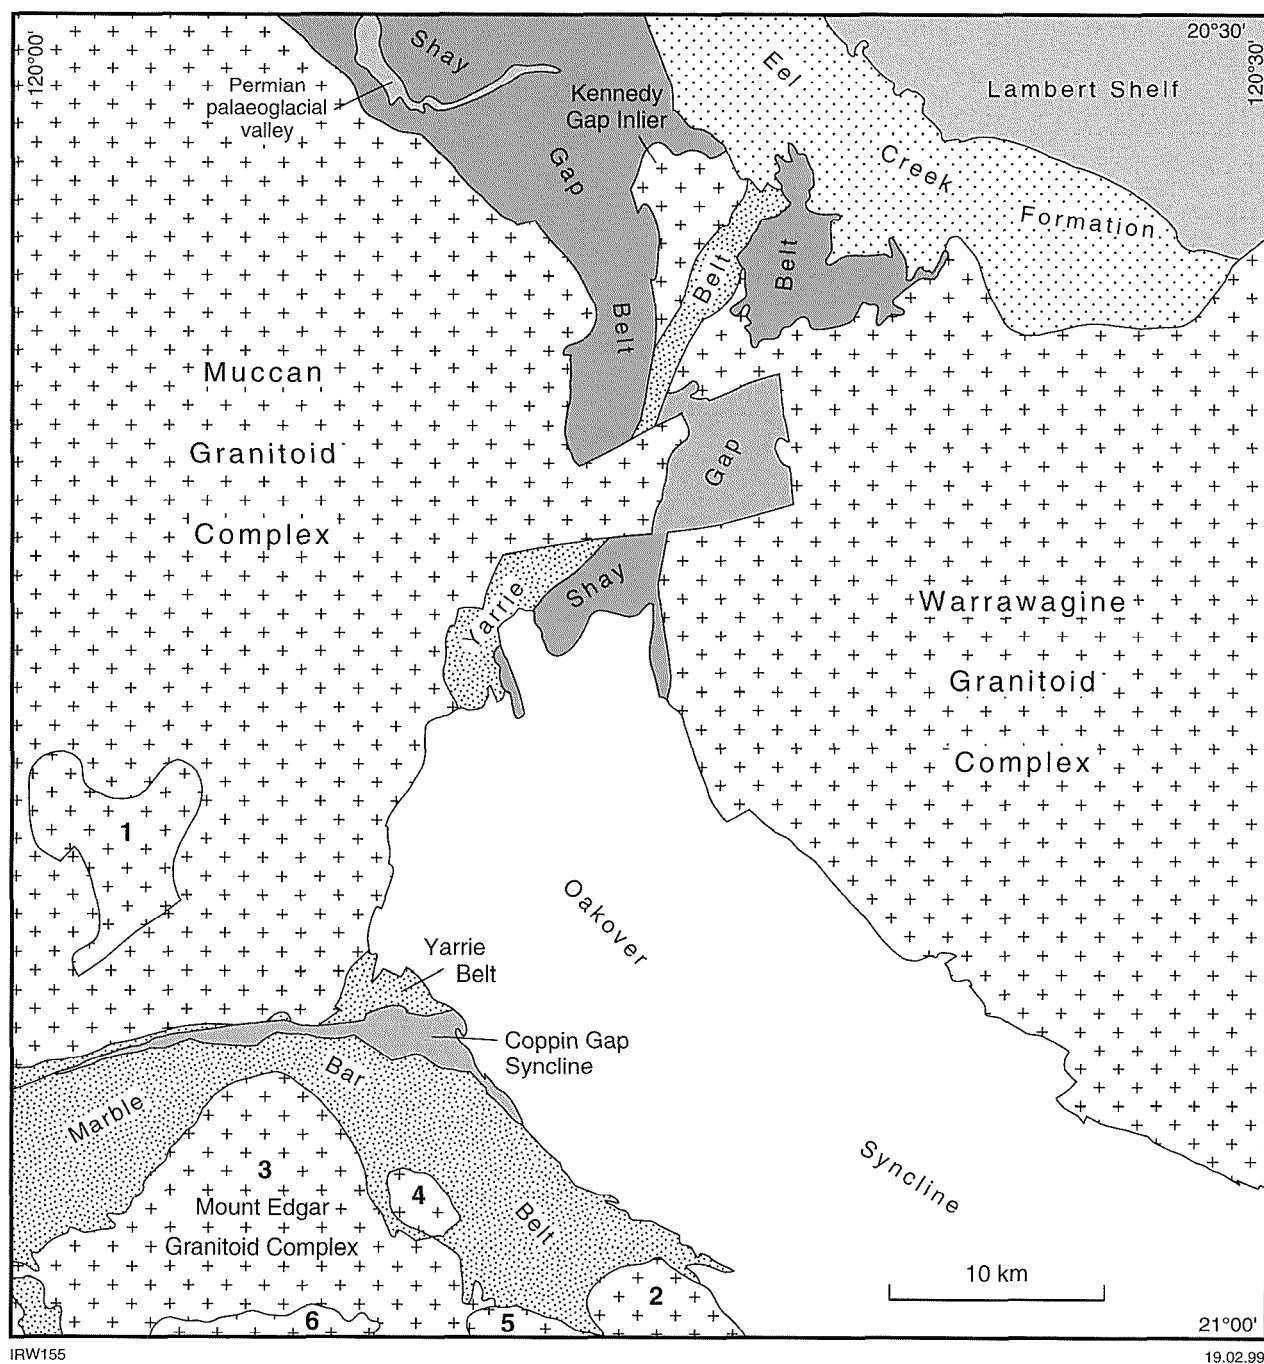 120°00'
20°30'
120°30'
Shay
Gap
Belt
Permian
palaeoglacial
valley
Kennedy
Gap Inlier
Eel
Creek
Formation
Lambert Shelf
Belt
Belt
Muccan
Granitoid
Complex
Gap
Shay
Yarrie
Warrawagine
Granitoid
Complex
1
Oakover
Syncline
Yarrie
Belt
Coppin Gap
Syncline
Marble
Bar
Belt
3
Mount Edgar
Granitoid Complex
4
2
5
6
10 km
21°00'
IRW155
19.02.99